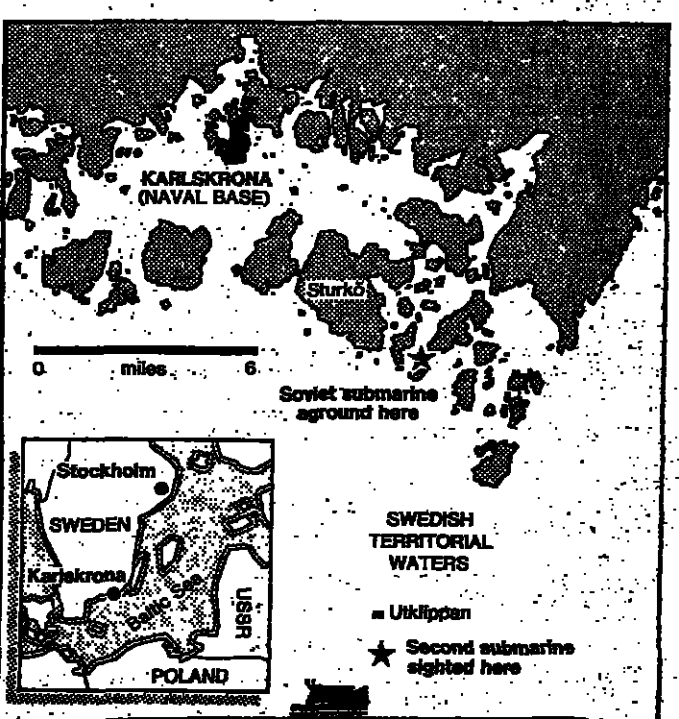 KARLSKRONA
(NAVAL BASE)
Sturkö
0 miles 6
Soviet submarine
aground here
Stockholm
SWEDEN
Karlskrona
Baltic Sea
USSR
POLAND
SWEDISH
TERRITORIAL
WATERS
Utklippan
Second submarine
sighted here